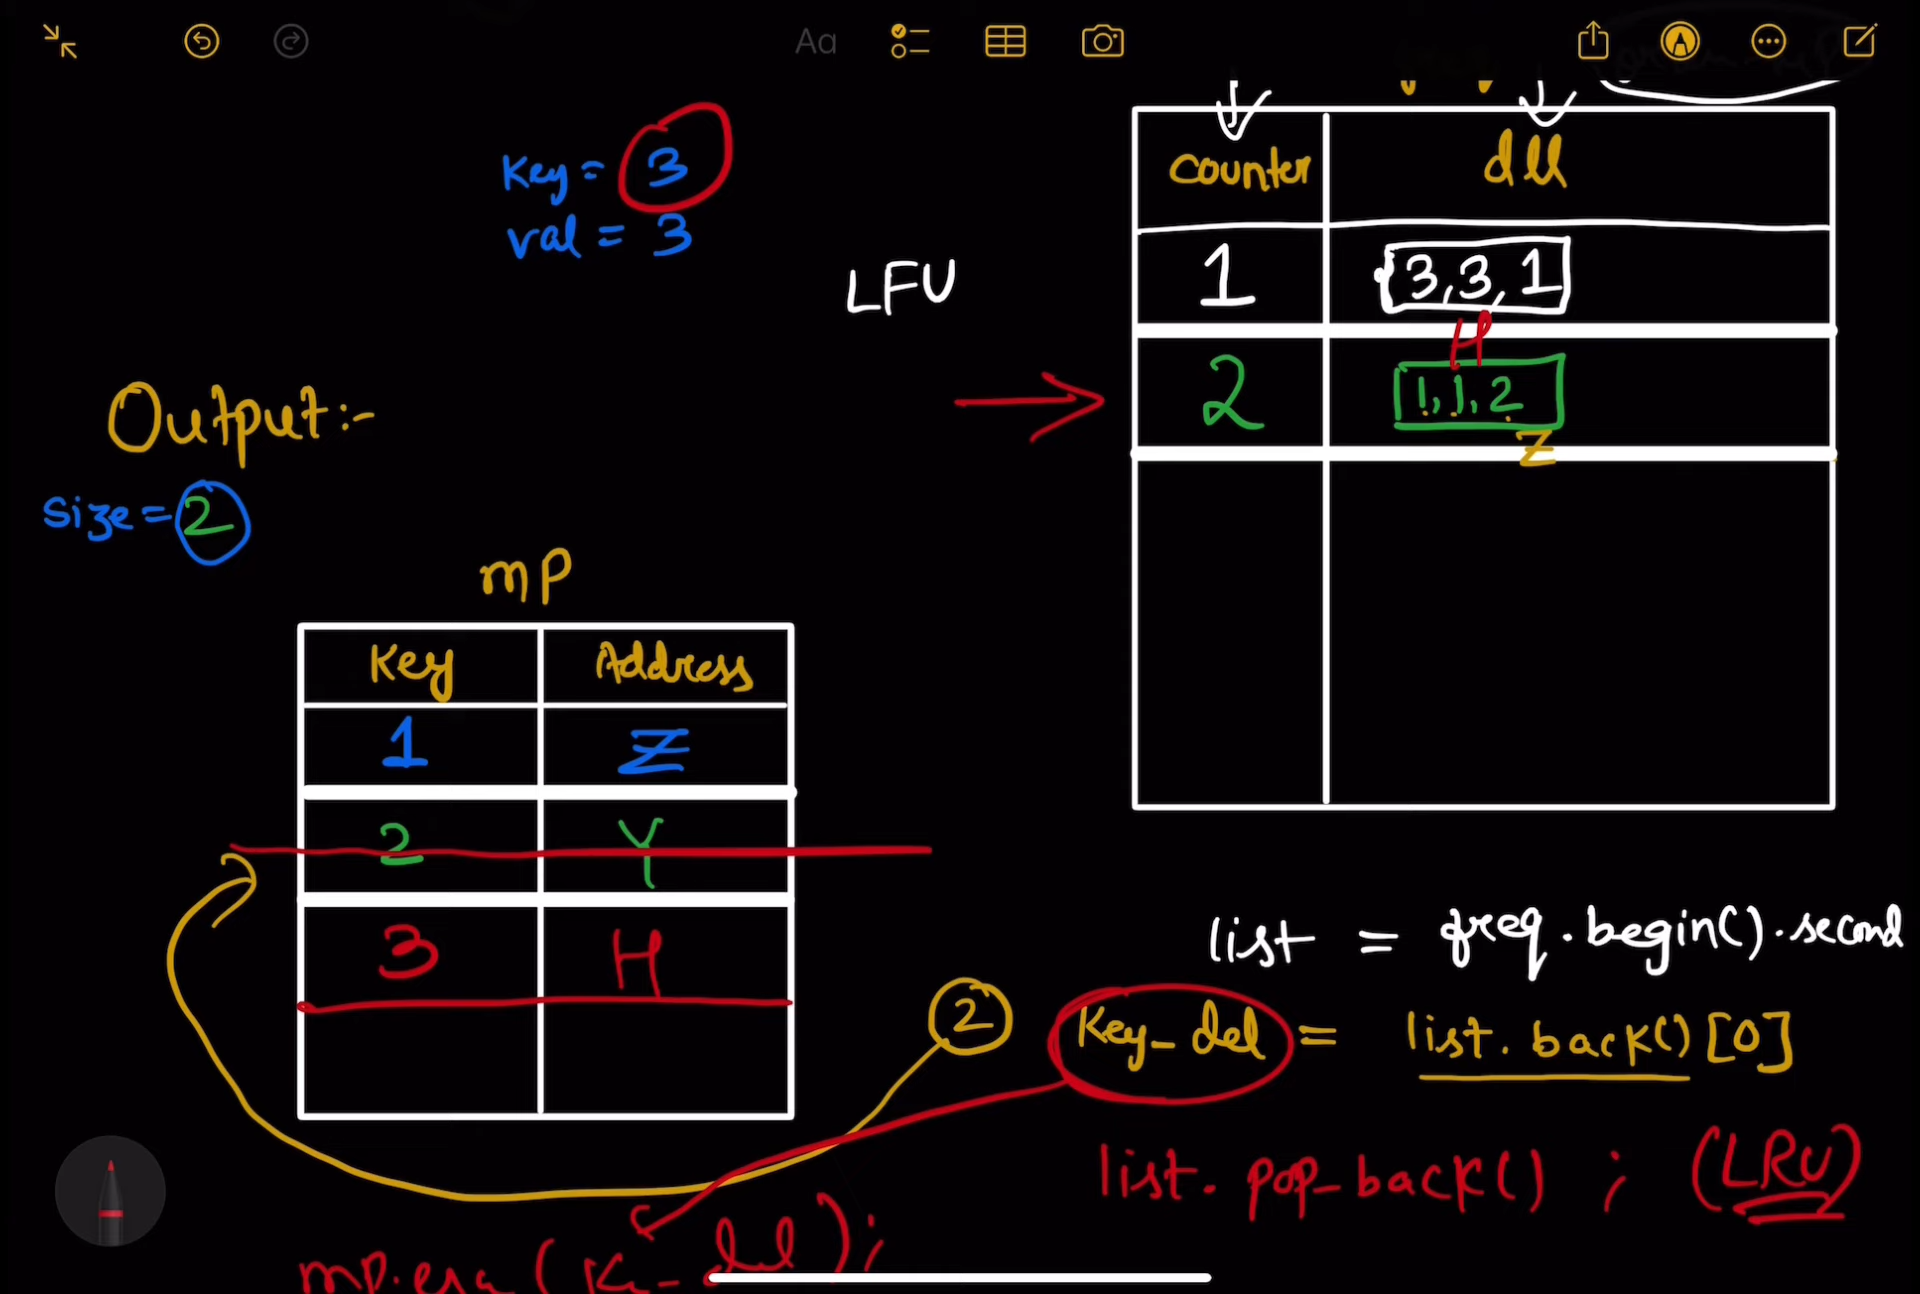 Aa
Key = 3
val = 3
LFU
counter dll
1 {3,3,1
H
2 1,1,2
Z
Output:-
size=2
mp
Key Address
1 Z
2 Y
3 H
list = freq.begin().second
2 Key_del = list.back()[0]
list.pop_back() ; (LRU)